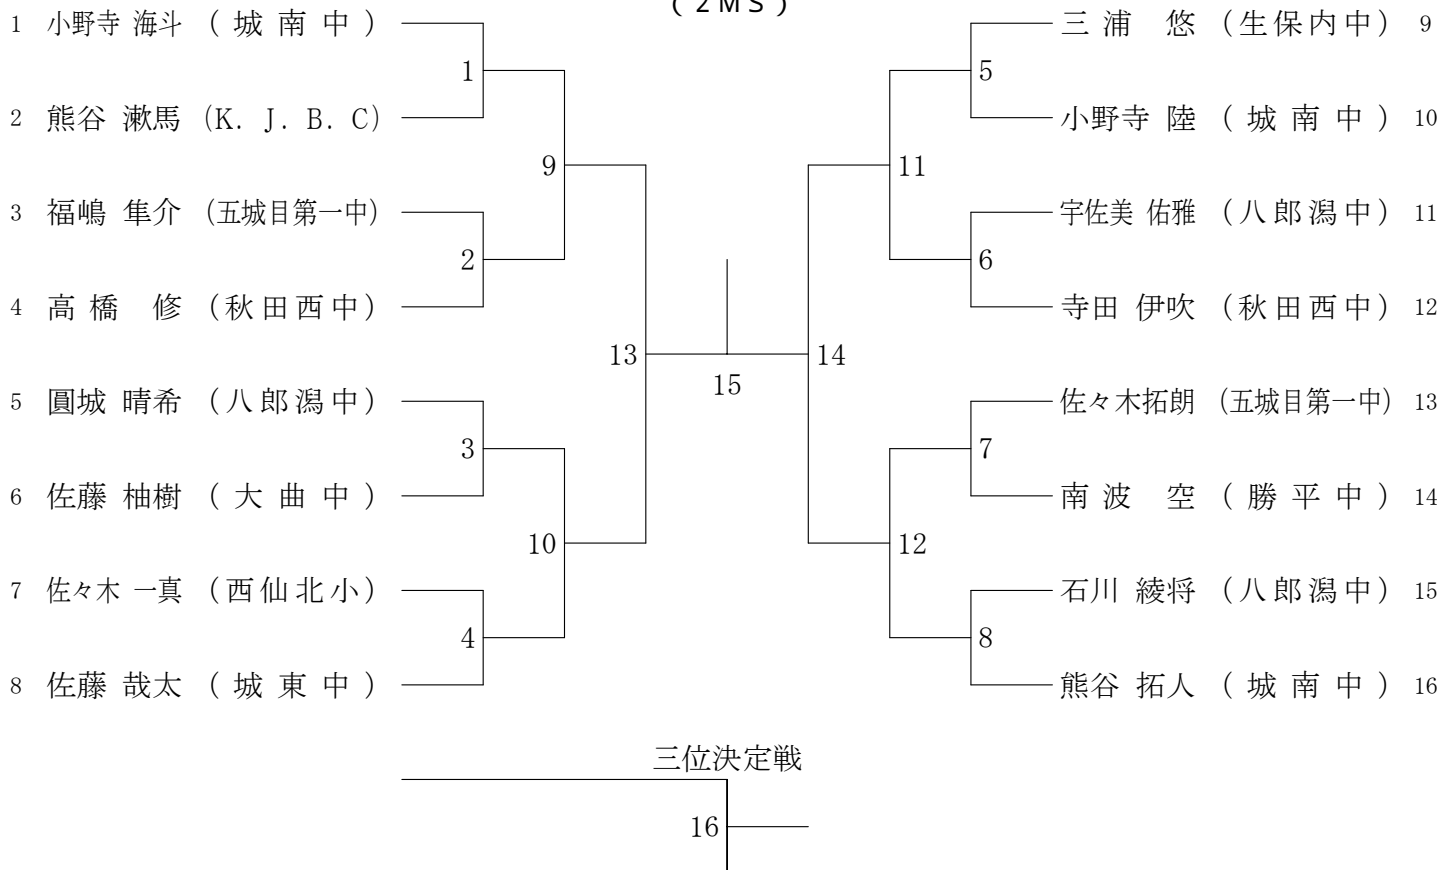 (2MS)
1 小野寺 海斗 (城南中)
1
2 熊谷 漱馬 (K. J. B. C)
9
3 福嶋 隼介 (五城目第一中)
2
4 高橋 修 (秋田西中)
13
5 圓城 晴希 (八郎潟中)
3
6 佐藤 柚樹 (大曲中)
10
7 佐々木 一真 (西仙北小)
4
8 佐藤 哉太 (城東中)
15
三浦 悠 (生保内中) 9
5
小野寺 陸 (城南中) 10
11
宇佐美 佑雅 (八郎潟中) 11
6
寺田 伊吹 (秋田西中) 12
14
佐々木拓朗 (五城目第一中) 13
7
南波 空 (勝平中) 14
12
石川 綾将 (八郎潟中) 15
8
熊谷 拓人 (城南中) 16
三位決定戦
16